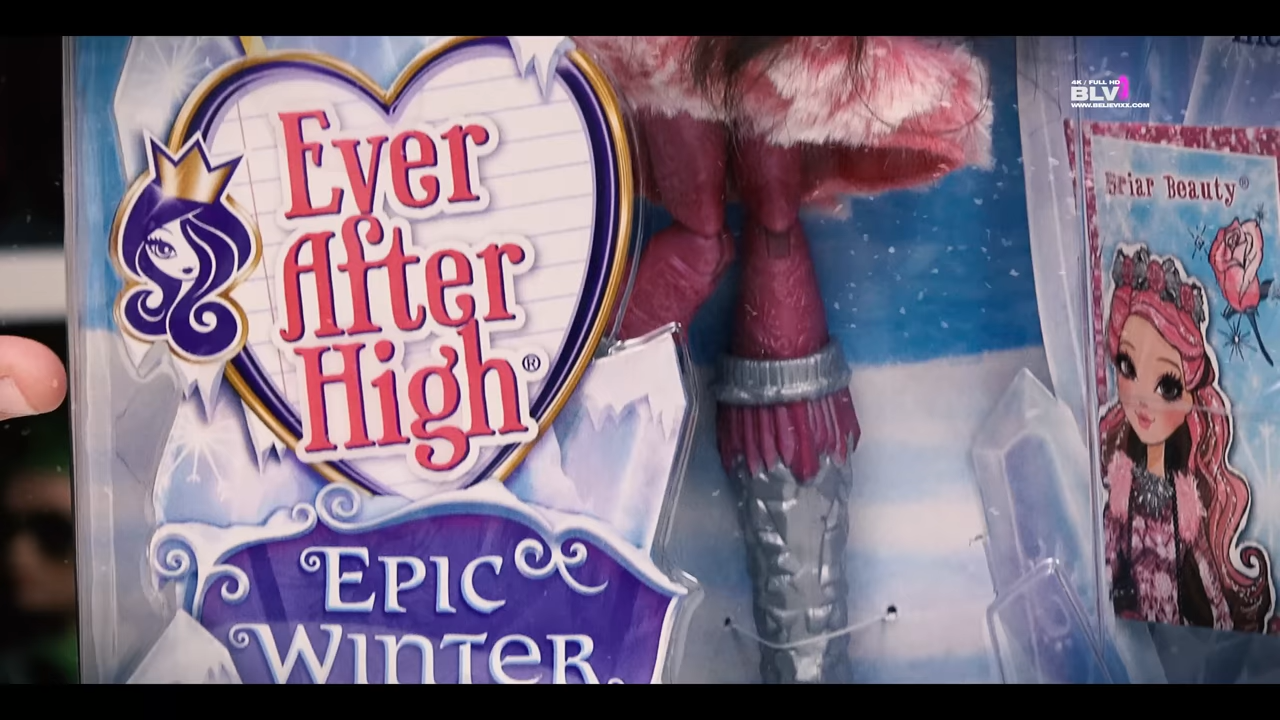 Ever
After
High®
EPIC
WINTER
4K / FULL HD
BLV
WWW.BELIEVIXX.COM
Briar Beauty®